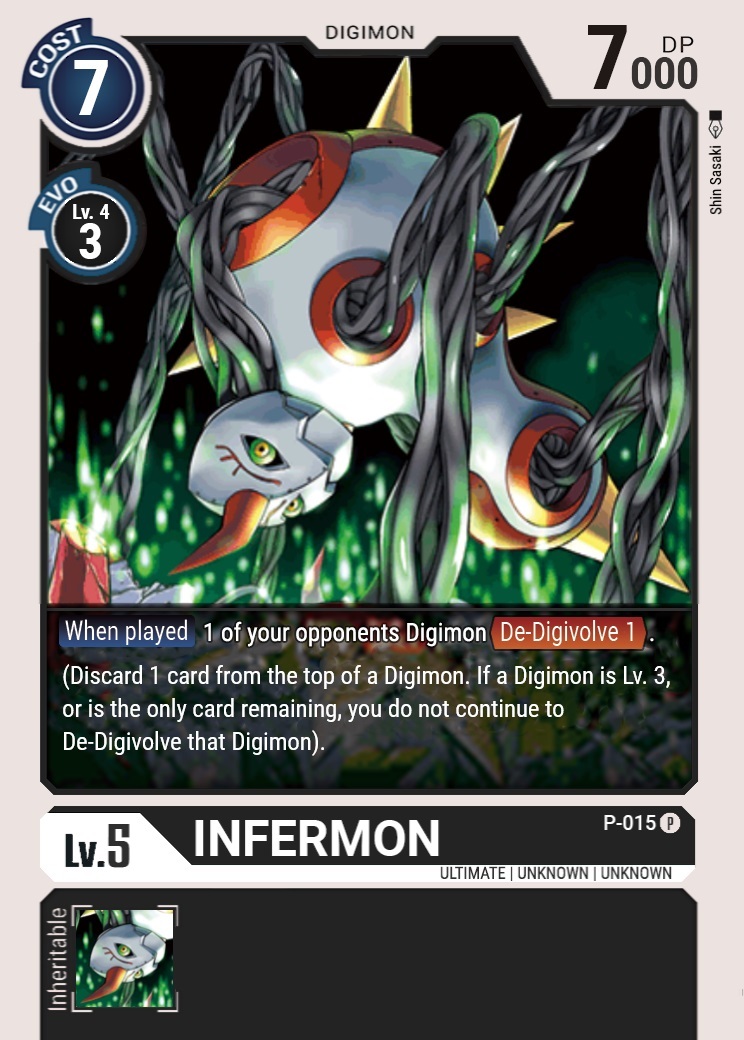 DIGIMON
COST
7
7000
DP
EVO
Lv. 4
3
Shin Sasaki
When played 1 of your opponents Digimon De-Digivolve 1 .
(Discard 1 card from the top of a Digimon. If a Digimon is Lv. 3,
or is the only card remaining, you do not continue to
De-Digivolve that Digimon).
P-015 P
Lv.5
INFERMON
ULTIMATE | UNKNOWN | UNKNOWN
Inheritable